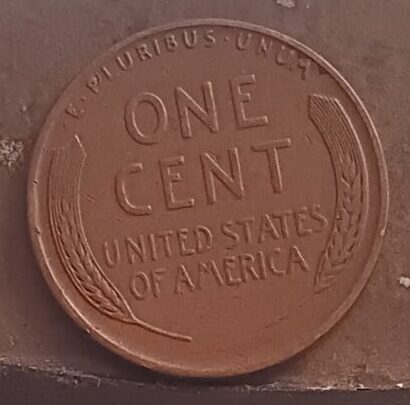 E·PLURIBUS·UNUM
ONE
CENT
UNITED STATES
OF AMERICA